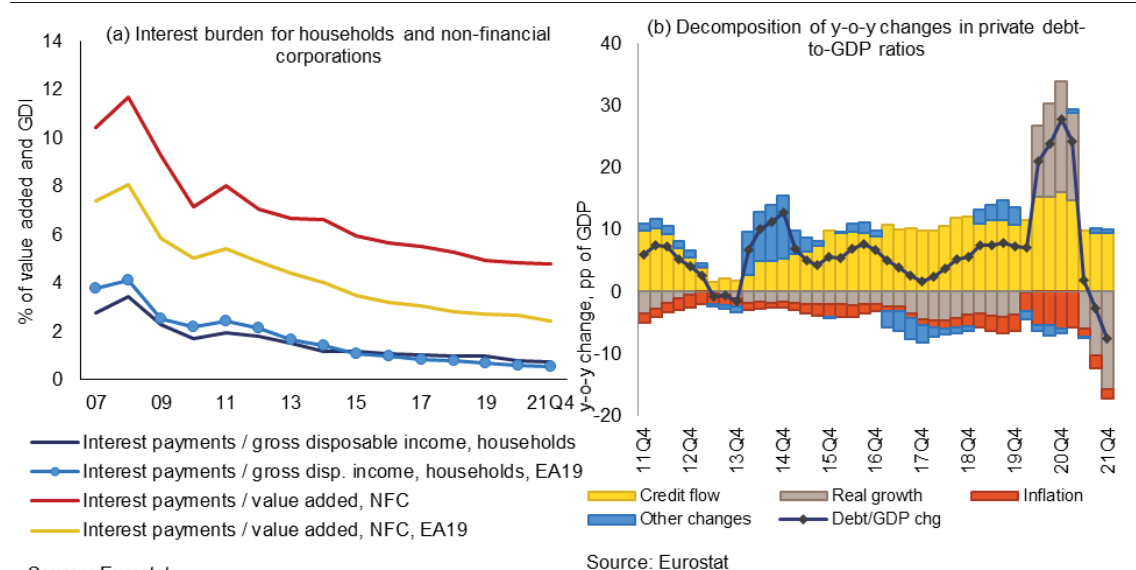 (a) Interest burden for households and non-financial
corporations
% of value added and GDI
14
12
10
8
6
4
2
0
07 09 11 13 15 17 19 21Q4
Interest payments / gross disposable income, households
Interest payments / gross disp. income, households, EA19
Interest payments / value added, NFC
Interest payments / value added, NFC, EA19
Source: Eurostat
(b) Decomposition of y-o-y changes in private debt-
to-GDP ratios
y-o-y change, pp of GDP
40
30
20
10
0
-10
-20
11Q4 12Q4 13Q4 14Q4 15Q4 16Q4 17Q4 18Q4 19Q4 20Q4 21Q4
Credit flow Real growth Inflation
Other changes Debt/GDP chg
Source: Eurostat